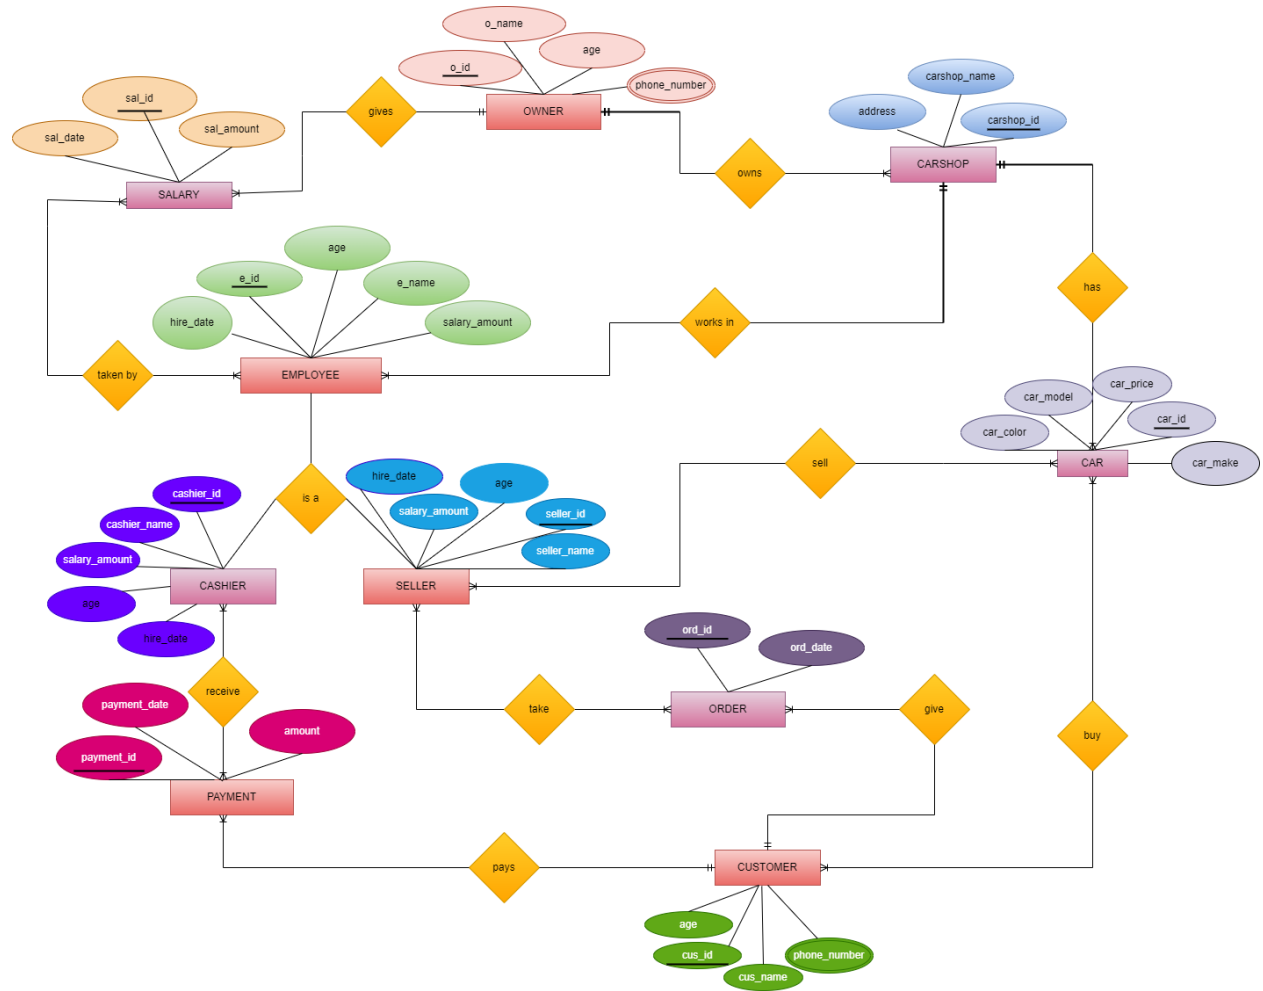 o_name
age
o_id
phone_number
carshop_name
sal_id
address
carshop_id
gives
OWNER
sal_date
sal_amount
CARSHOP
owns
SALARY
age
e_id
e_name
has
hire_date
salary_amount
works in
taken by
EMPLOYEE
car_price
car_model
car_id
car_color
sell
CAR
car_make
hire_date
age
cashier_id
is a
salary_amount
seller_id
cashier_name
seller_name
salary_amount
CASHIER
SELLER
age
ord_id
hire_date
ord_date
receive
payment_date
take
ORDER
give
amount
buy
payment_id
PAYMENT
pays
CUSTOMER
age
cus_id
phone_number
cus_name